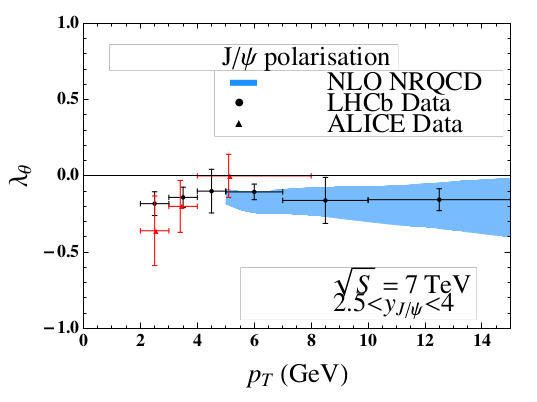 1.0
J/ψ polarisation
NLO NRQCD
0.5
LHCb Data
ALICE Data
0.0
λθ
−0.5
√S = 7 TeV
2.5<yJ/ψ<4
−1.0
0 2 4 6 8 10 12 14
pT (GeV)